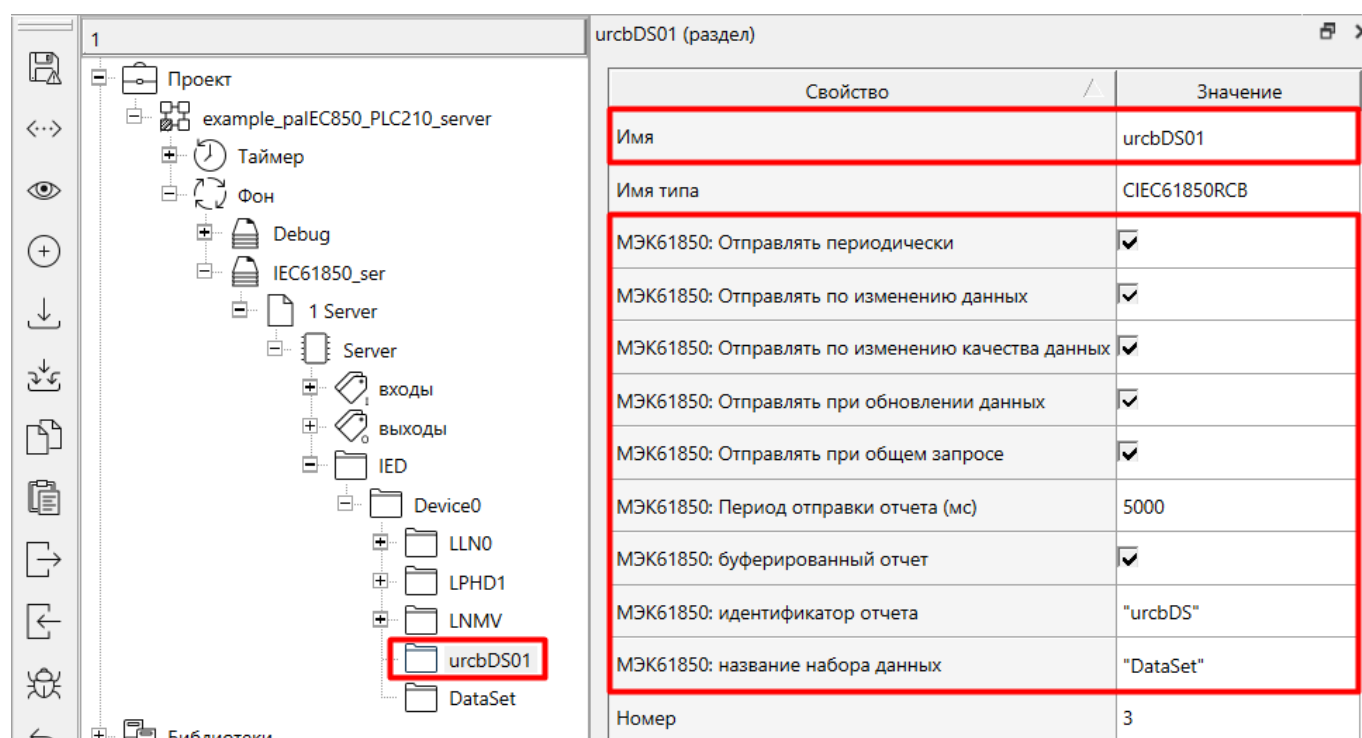 1
Проект
example_paIEC850_PLC210_server
Таймер
Фон
Debug
IEC61850_ser
1 Server
Server
входы
выходы
IED
Device0
LLN0
LPHD1
LNMV
urcbDS01
DataSet
Библиотеки
urcbDS01 (раздел)
Свойство Значение
Имя urcbDS01
Имя типа CIEC61850RCB
МЭК61850: Отправлять периодически
МЭК61850: Отправлять по изменению данных
МЭК61850: Отправлять по изменению качества данных
МЭК61850: Отправлять при обновлении данных
МЭК61850: Отправлять при общем запросе
МЭК61850: Период отправки отчета (мс) 5000
МЭК61850: буферированный отчет
МЭК61850: идентификатор отчета "urcbDS"
МЭК61850: название набора данных "DataSet"
Номер 3